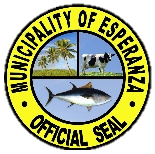 MUNICIPALITY OF ESPERANZA
OFFICIAL SEAL